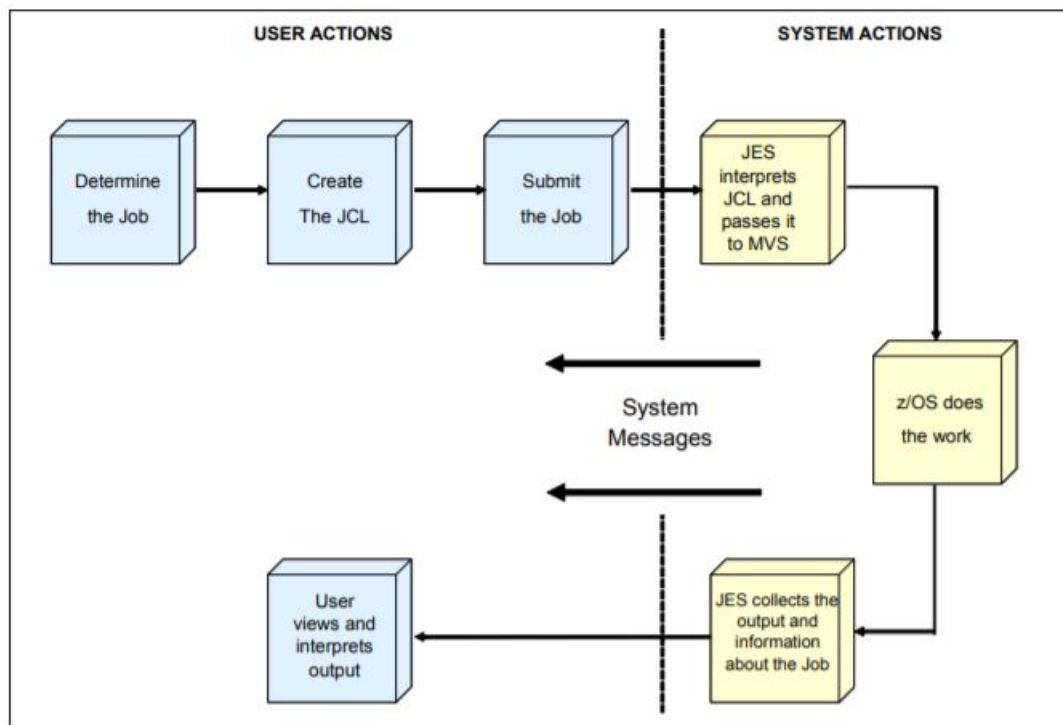 USER ACTIONS
SYSTEM ACTIONS
Determine
the Job
Create
The JCL
Submit
the Job
JES
interprets
JCL and
passes it
to MVS
z/OS does
the work
System
Messages
User
views and
interprets
output
JES collects the
output and
information
about the Job